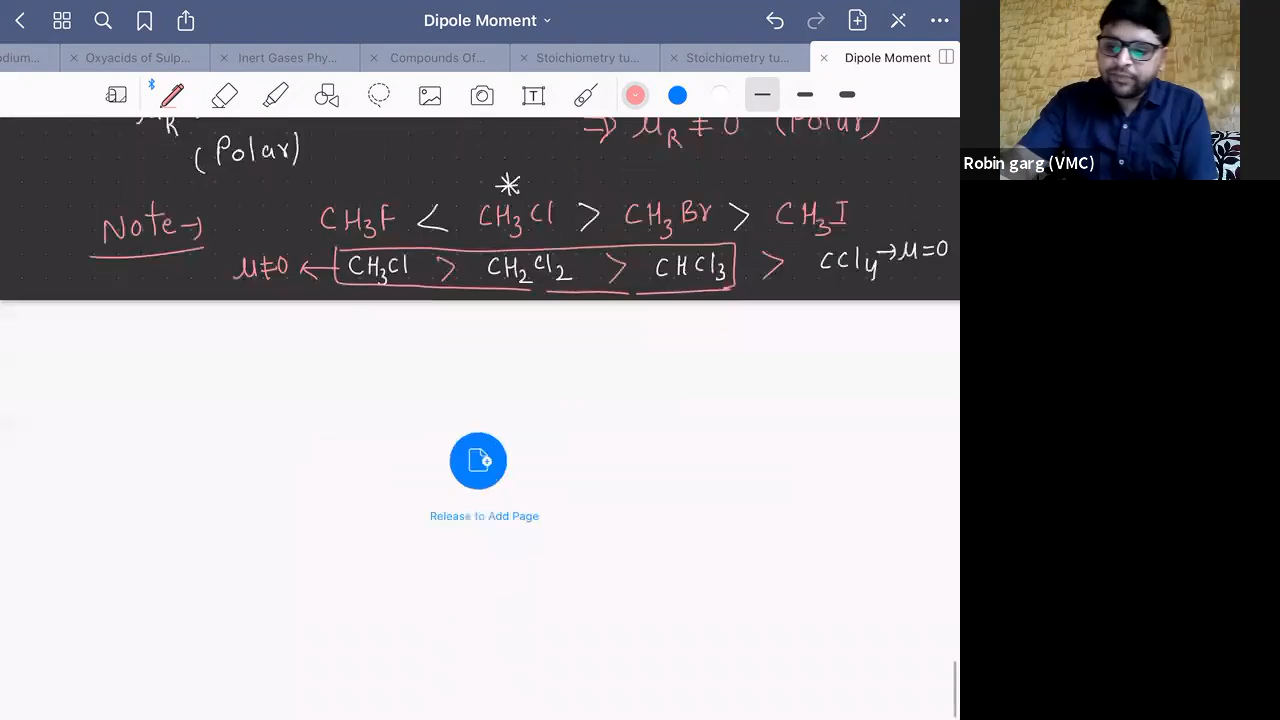 Dipole Moment
odium...
Oxyacids of Sulp...
Inert Gases Phy...
Compounds Of...
Stoichiometry tu...
Stoichiometry tu...
Dipole Moment
T
Robin garg (VMC)
μR
⇒ μR ≠ 0 (Polar)
(Polar)
*
Note → CH3F < CH3Cl > CH3Br > CH3I
μ≠0 ← CH3Cl > CH2Cl2 > CHCl3 > CCl4 → μ=0
Release to Add Page